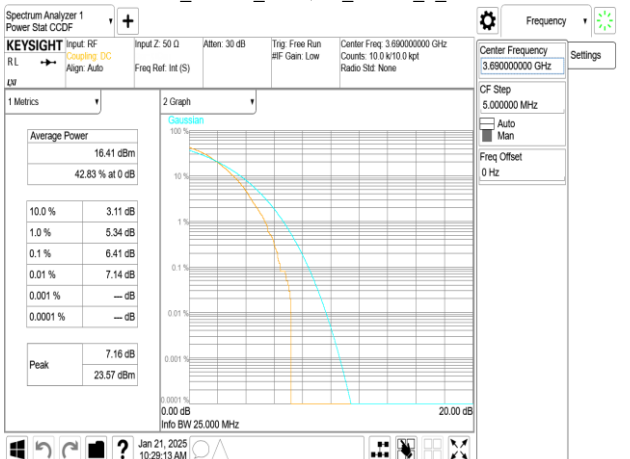 Spectrum Analyzer 1
Power Stat CCDF
Frequency
KEYSIGHT
RL
Input: RF
Coupling: DC
Align: Auto
Input Z: 50 Ω
Freq Ref: Int (S)
Atten: 30 dB
Trig: Free Run
#IF Gain: Low
Center Freq: 3.690000000 GHz
Counts: 10.0 k/10.0 kpt
Radio Std: None
Center Frequency
3.690000000 GHz
Settings
CF Step
5.000000 MHz
Auto
Man
Freq Offset
0 Hz
1 Metrics
Average Power
16.41 dBm
42.83 % at 0 dB
10.0 % 3.11 dB
1.0 % 5.34 dB
0.1 % 6.41 dB
0.01 % 7.14 dB
0.001 % --- dB
0.0001 % --- dB
Peak 7.16 dB
23.57 dBm
2 Graph
Gaussian
100 %
10 %
1 %
0.1 %
0.01 %
0.001 %
0.0001 %
0.00 dB 20.00 dB
Info BW 25.000 MHz
?
Jan 21, 2025
10:29:13 AM